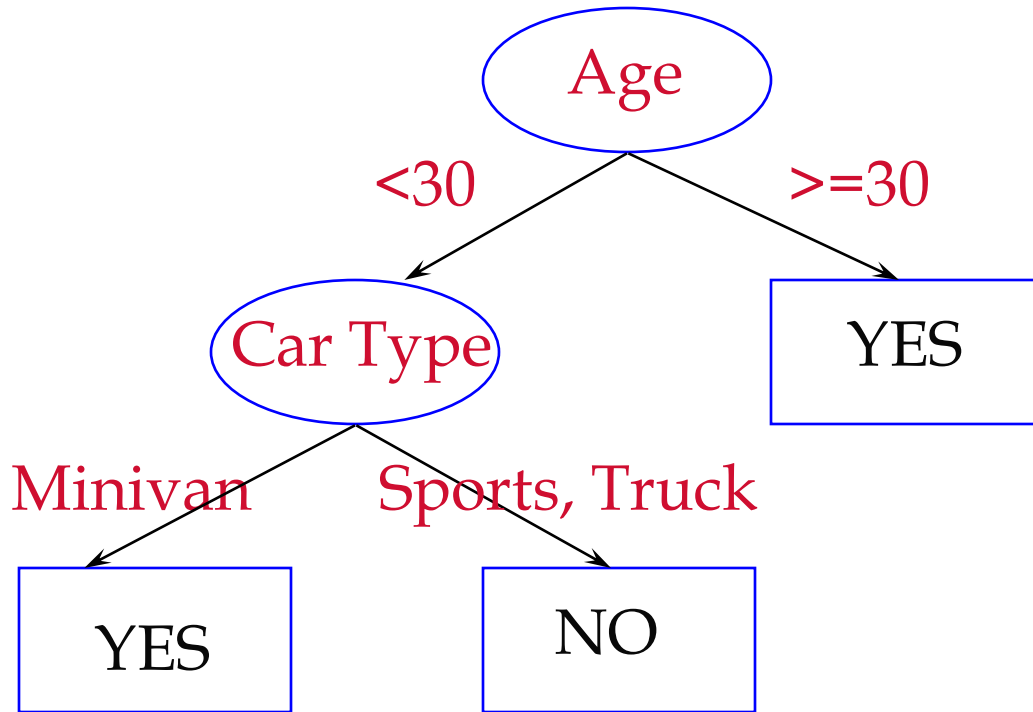 Age
<30
>=30
Car Type
YES
Minivan
Sports, Truck
YES
NO